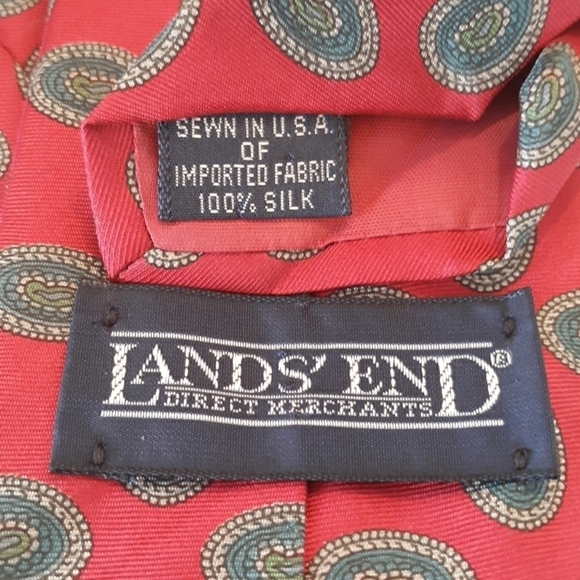 SEWN IN U.S.A.
OF
IMPORTED FABRIC
100% SILK
LANDS' END®
DIRECT MERCHANTS